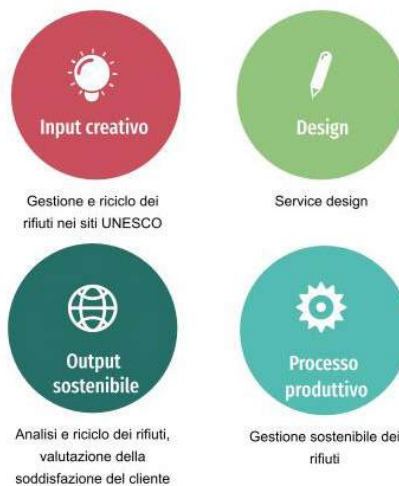 Input creativo
Gestione e riciclo dei
rifiuti nei siti UNESCO
Design
Service design
Output
sostenibile
Analisi e riciclo dei rifiuti,
valutazione della
soddisfazione del cliente
Processo
produttivo
Gestione sostenibile dei
rifiuti